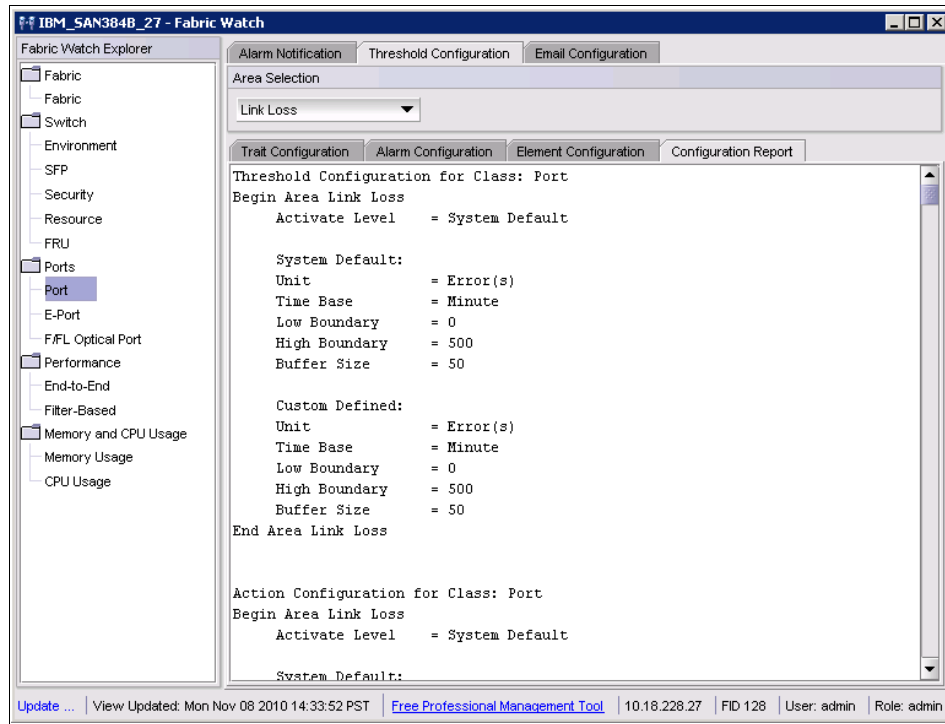 IBM_SAN384B_27 - Fabric Watch
Fabric Watch Explorer
Fabric
Fabric
Switch
Environment
SFP
Security
Resource
FRU
Ports
Port
E-Port
F/FL Optical Port
Performance
End-to-End
Filter-Based
Memory and CPU Usage
Memory Usage
CPU Usage
Alarm Notification Threshold Configuration Email Configuration
Area Selection
Link Loss
Trait Configuration Alarm Configuration Element Configuration Configuration Report
Threshold Configuration for Class: Port
Begin Area Link Loss
Activate Level = System Default
System Default:
Unit = Error(s)
Time Base = Minute
Low Boundary = 0
High Boundary = 500
Buffer Size = 50
Custom Defined:
Unit = Error(s)
Time Base = Minute
Low Boundary = 0
High Boundary = 500
Buffer Size = 50
End Area Link Loss
Action Configuration for Class: Port
Begin Area Link Loss
Activate Level = System Default
System Default:
Update ... View Updated: Mon Nov 08 2010 14:33:52 PST Free Professional Management Tool 10.18.228.27 FID 128 User: admin Role: admin